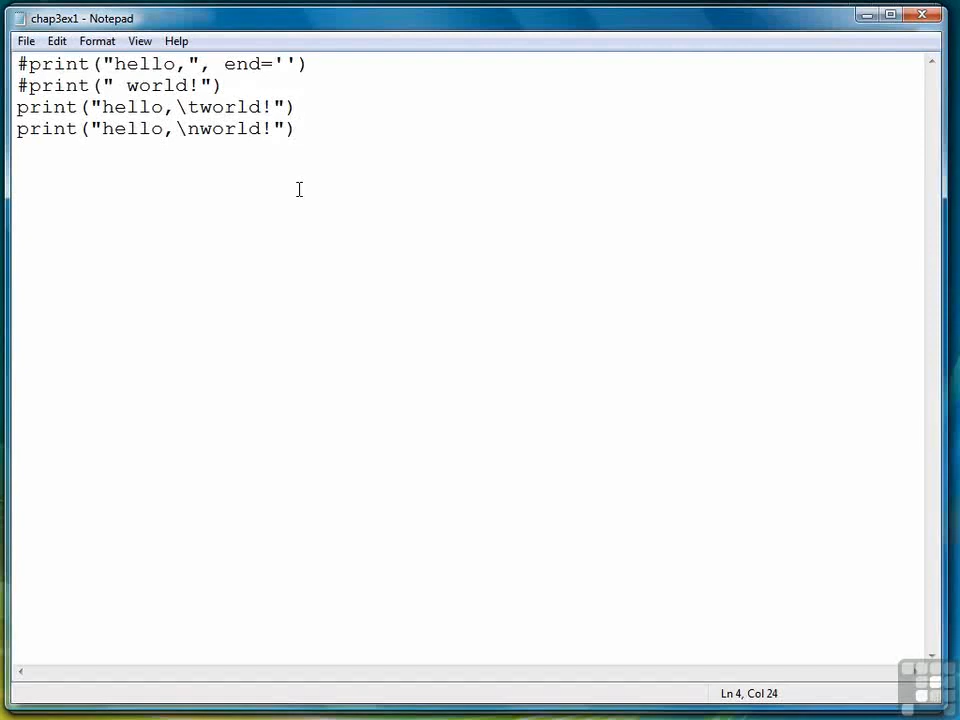 chap3ex1 - Notepad
File Edit Format View Help
#print("hello,", end='')
#print(" world!")
print("hello,\tworld!")
print("hello,\nworld!")
Ln 4, Col 24